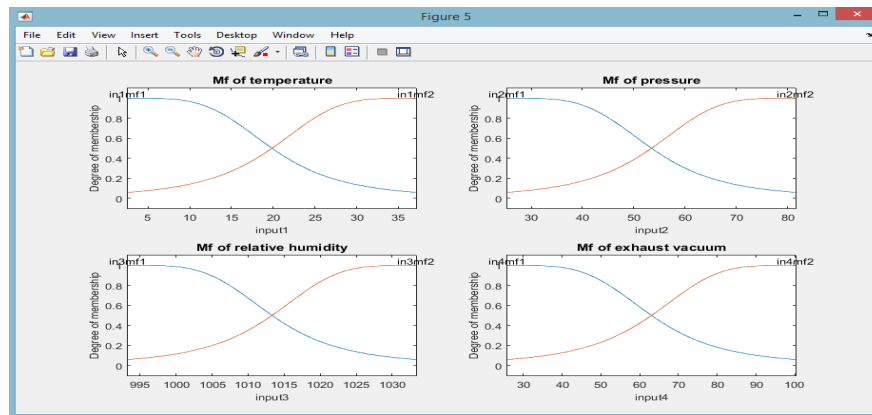 Figure 5
File Edit View Insert Tools Desktop Window Help
Mf of temperature
in1mf1 in1mf2
1
0.8
0.6
0.4
0.2
0
Degree of membership
5 10 15 20 25 30 35
input1
Mf of pressure
in2mf1 in2mf2
1
0.8
0.6
0.4
0.2
0
Degree of membership
30 40 50 60 70 80
input2
Mf of relative humidity
in3mf1 in3mf2
1
0.8
0.6
0.4
0.2
0
Degree of membership
995 1000 1005 1010 1015 1020 1025 1030
input3
Mf of exhaust vacuum
in4mf1 in4mf2
1
0.8
0.6
0.4
0.2
0
Degree of membership
30 40 50 60 70 80 90 100
input4